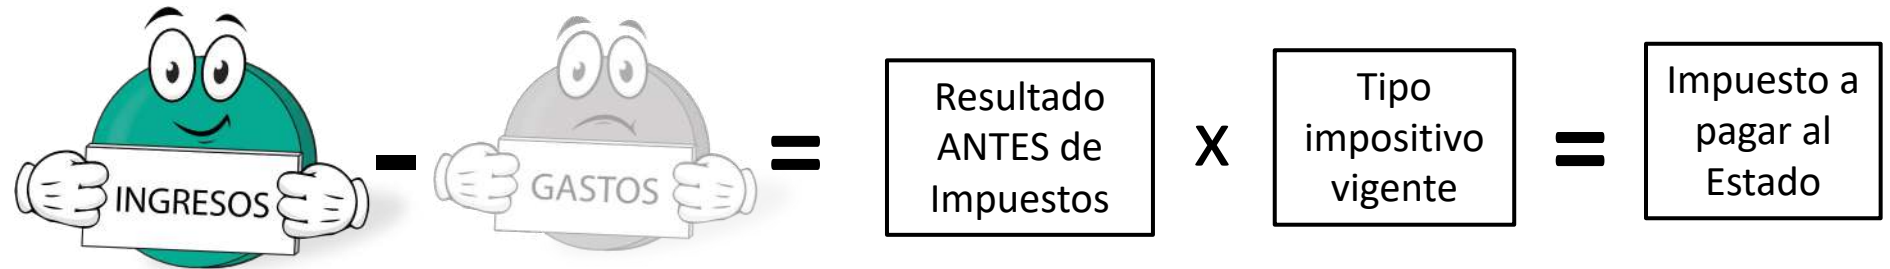 INGRESOS
-
GASTOS
=
Resultado
ANTES de
Impuestos
X
Tipo
impositivo
vigente
=
Impuesto a
pagar al
Estado